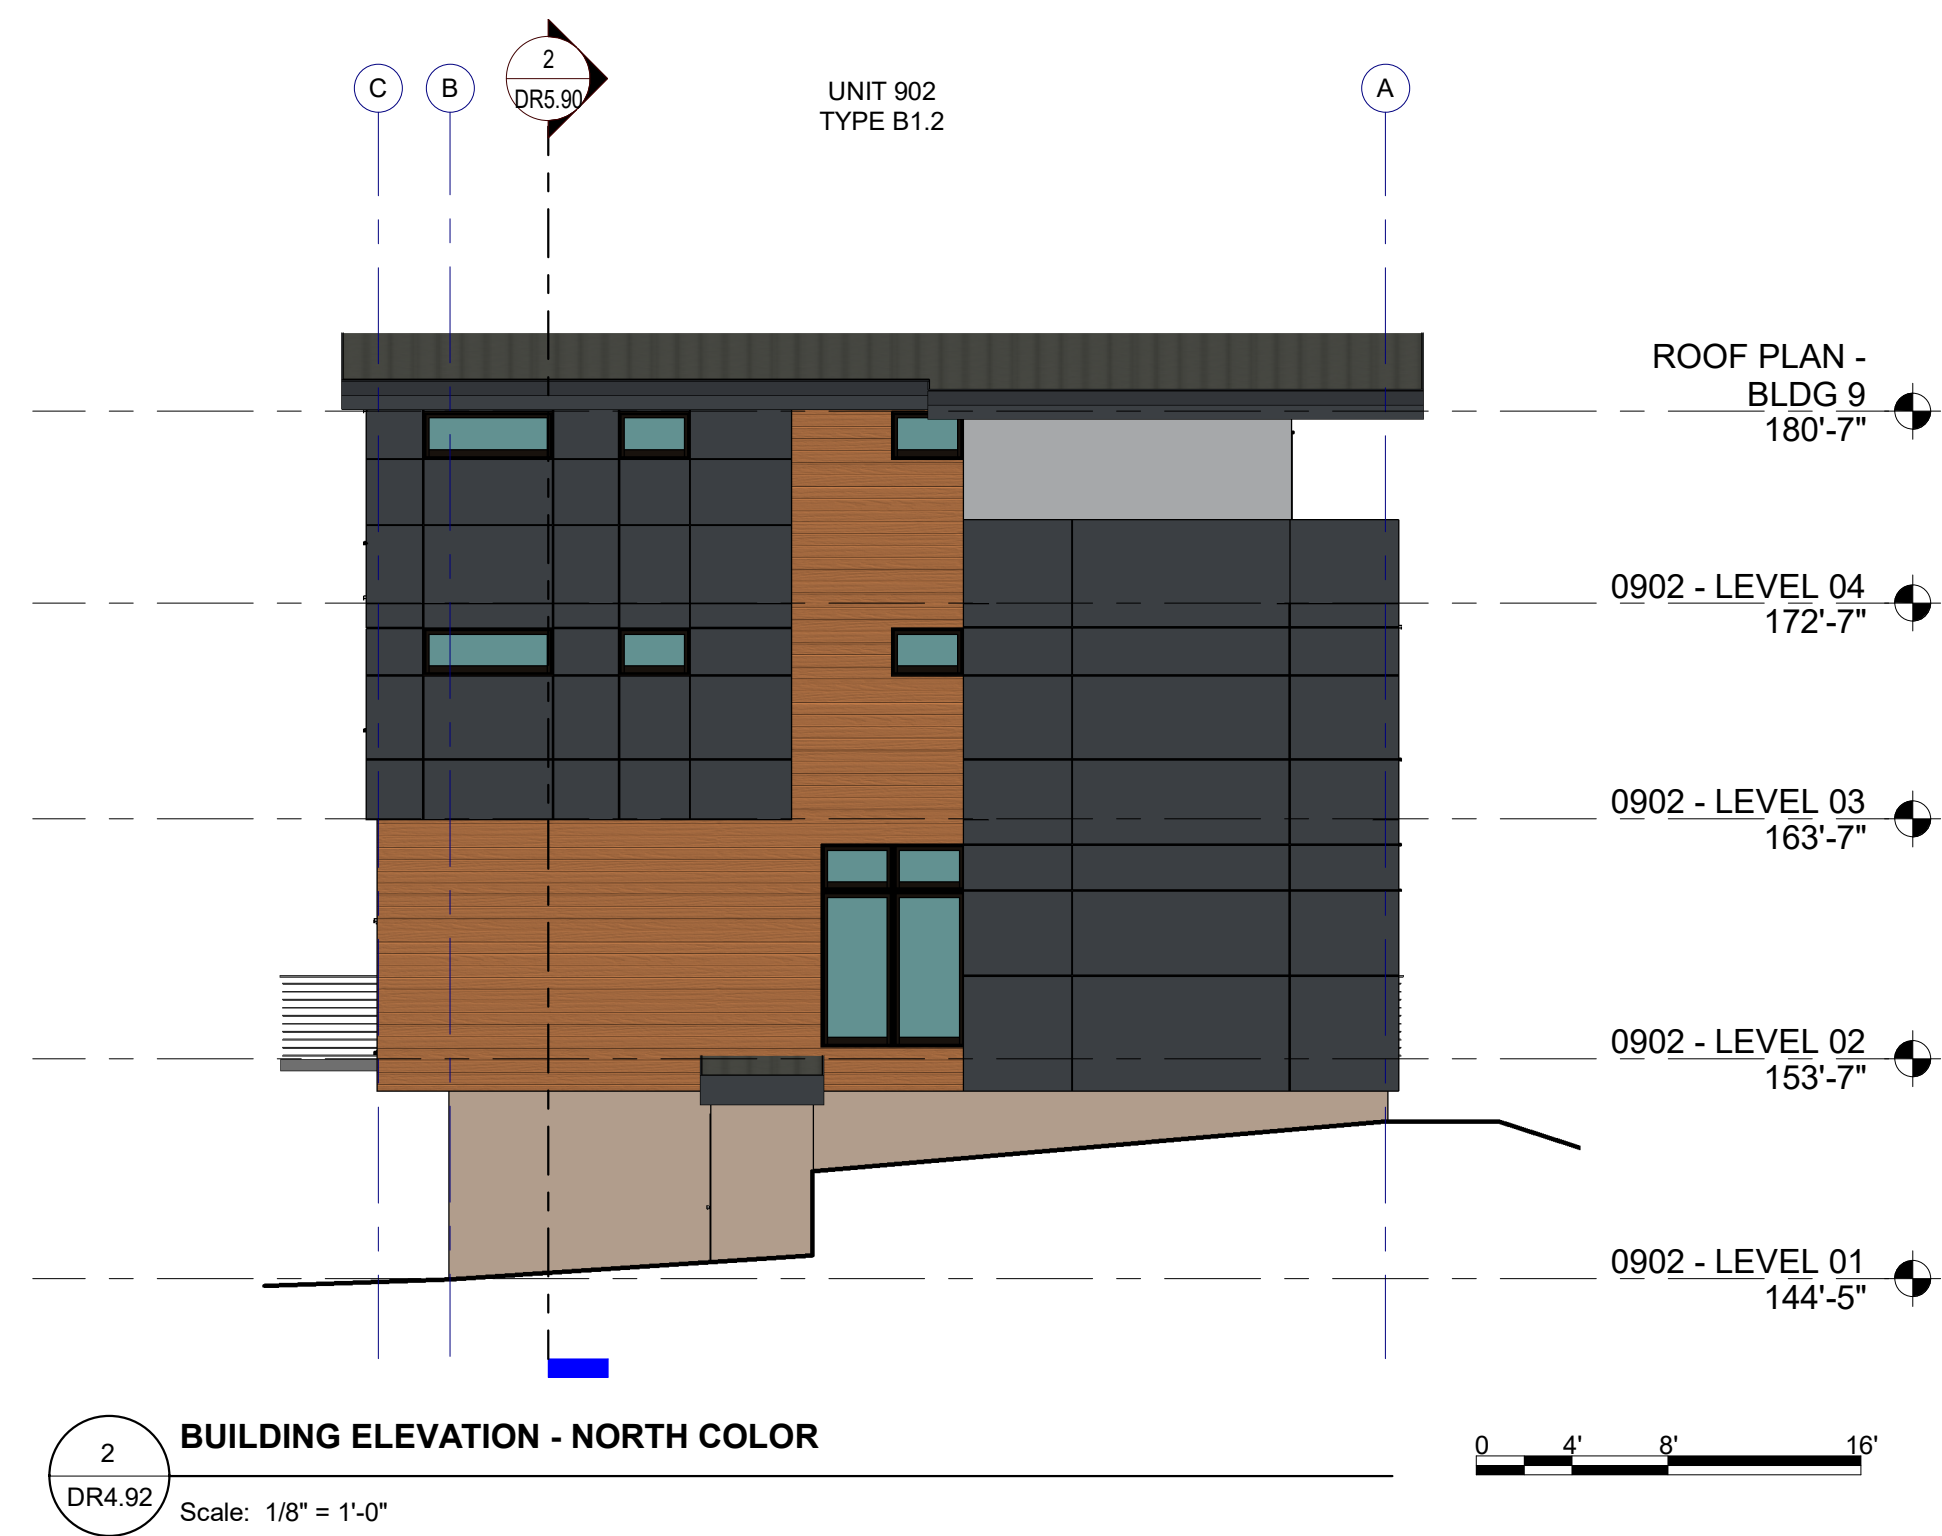 C
B
2
DR5.90
UNIT 902
TYPE B1.2
A
ROOF PLAN -
BLDG 9
180'-7"
0902 - LEVEL 04
172'-7"
0902 - LEVEL 03
163'-7"
0902 - LEVEL 02
153'-7"
0902 - LEVEL 01
144'-5"
2
DR4.92
BUILDING ELEVATION - NORTH COLOR
Scale: 1/8" = 1'-0"
0 4' 8' 16'